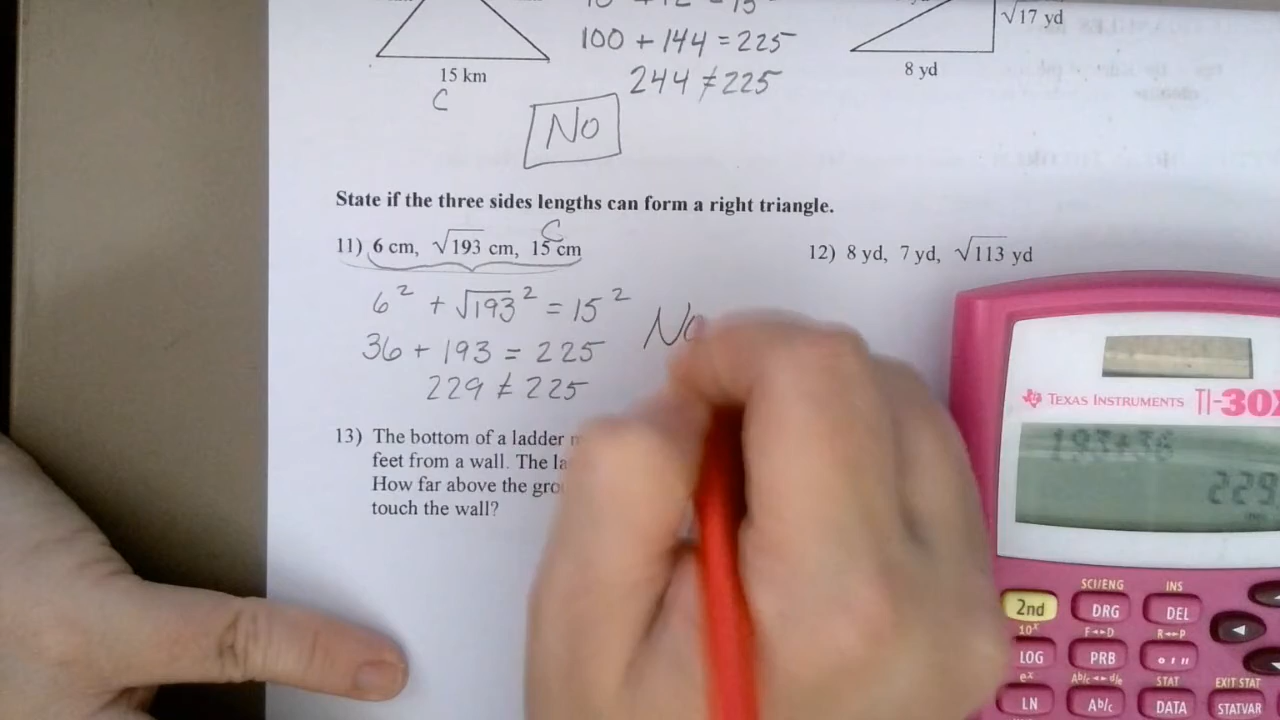 √17 yd
100 + 144 = 225
15 km
8 yd
C
244 ≠ 225
No
State if the three sides lengths can form a right triangle.
C
11) 6 cm, √193 cm, 15 cm
12) 8 yd, 7 yd, √113 yd
6² + √193² = 15²
No
36 + 193 = 225
229 ≠ 225
13) The bottom of a ladder
feet from a wall. The
How far above the
touch the wall?
TEXAS INSTRUMENTS TI-30X
193+36
229
SCI/ENG INS
2nd DRG DEL
10ˣ F◄►D R◄►P
LOG PRB o ' "
eˣ Ab/c◄►d/e STAT EXIT STAT
LN Ab/c DATA STATVAR